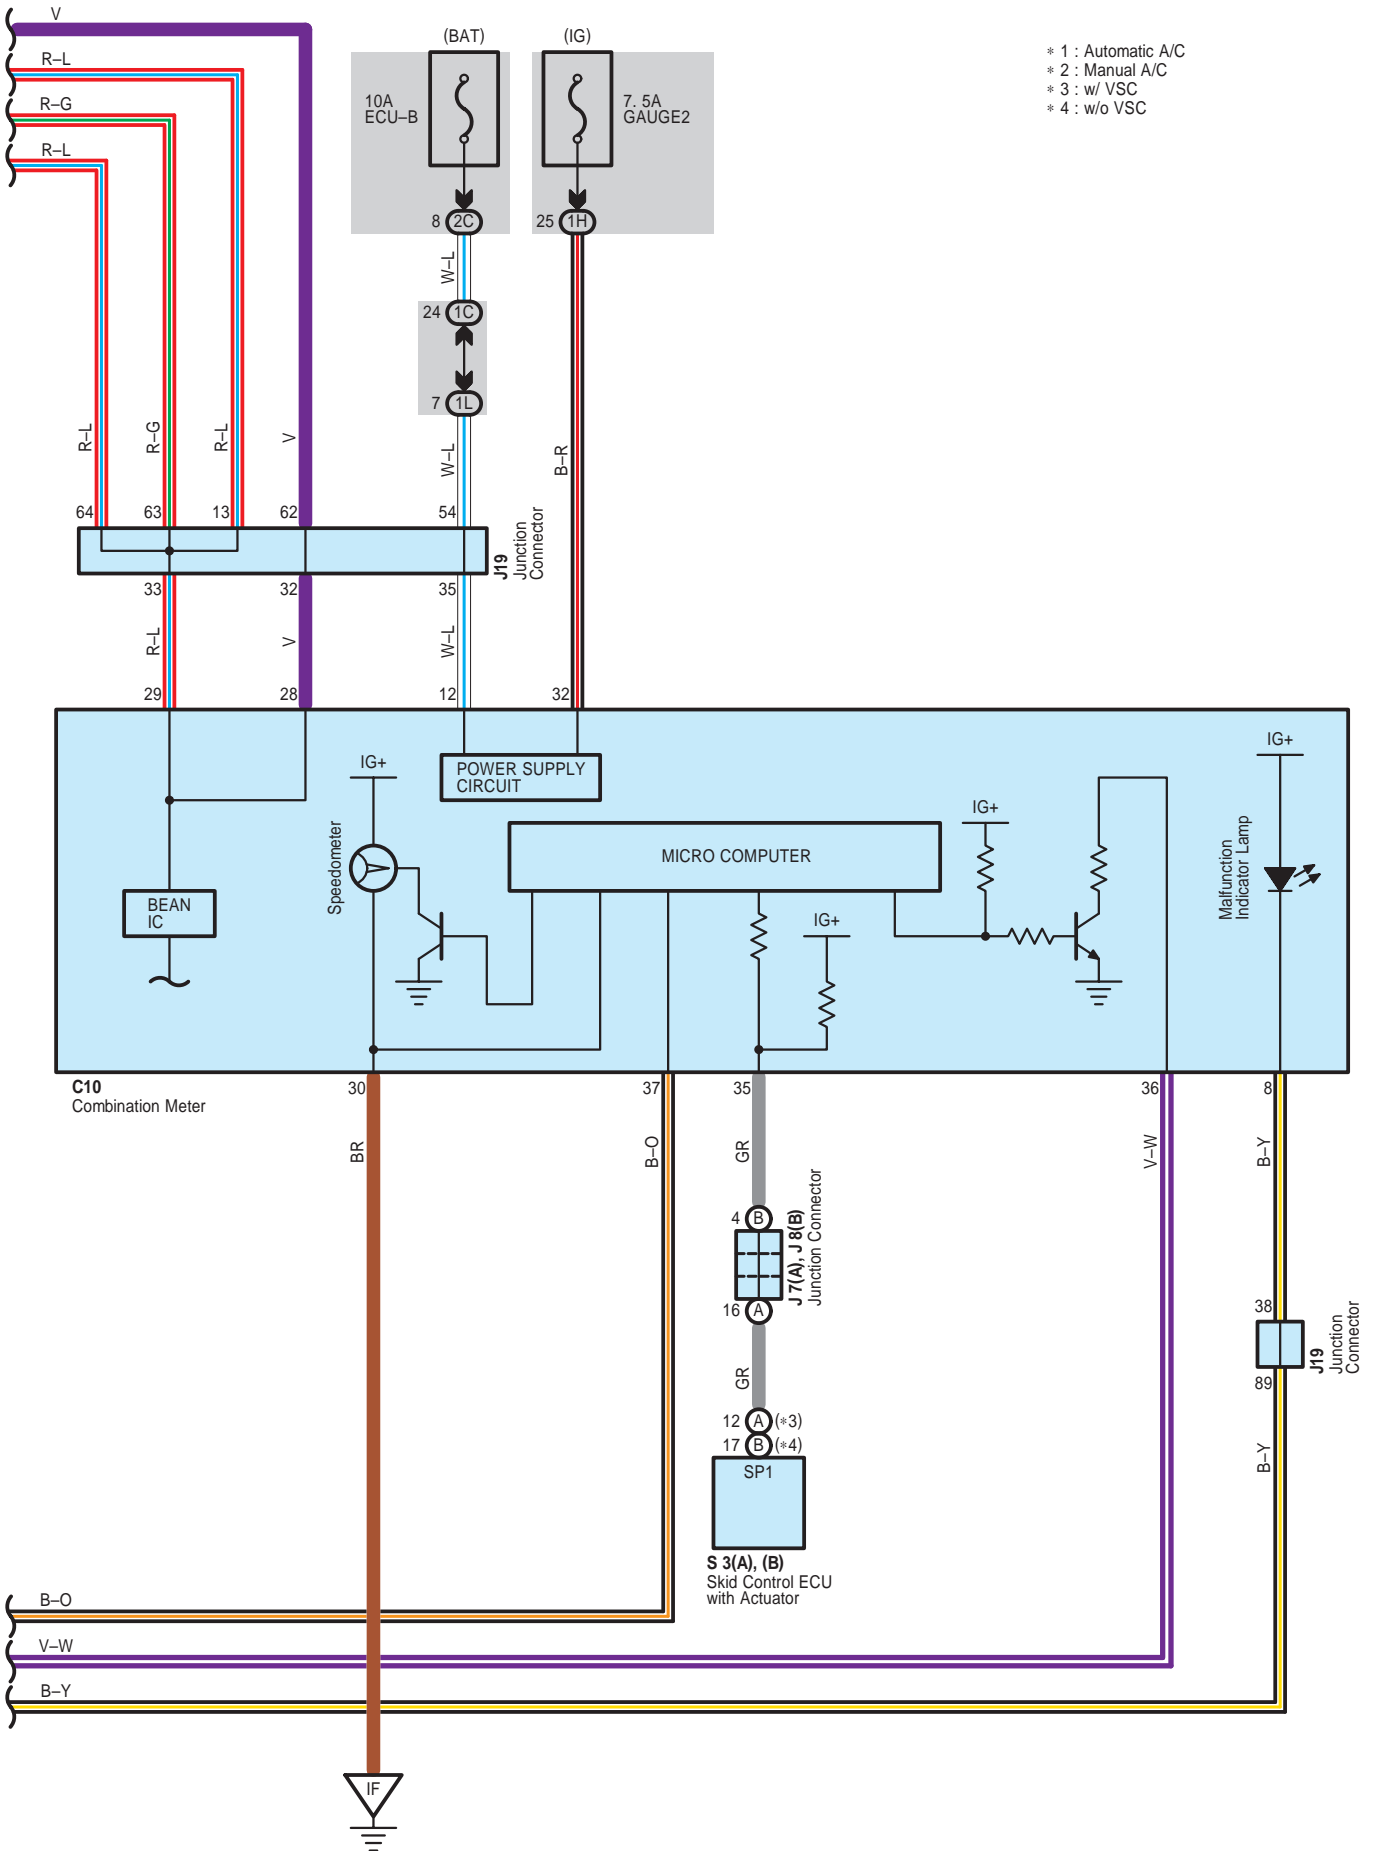 V
R–L
R–G
R–L
(BAT)
(IG)
10A
ECU–B
7. 5A
GAUGE2
∗ 1 : Automatic A/C
∗ 2 : Manual A/C
∗ 3 : w/ VSC
∗ 4 : w/o VSC
8 2C
25 1H
W–L
24 1C
7 1L
R–L
R–G
R–L
V
W–L
B–R
64
63
13
62
54
J19
Junction
Connector
33
32
35
R–L
V
W–L
29
28
12
32
IG+
POWER SUPPLY
CIRCUIT
IG+
IG+
MICRO COMPUTER
Speedometer
Malfunction
Indicator Lamp
BEAN
IC
IG+
C10
Combination Meter
30
37
35
36
8
BR
B–O
GR
V–W
B–Y
4 B
J 7(A), J 8(B)
Junction Connector
16 A
38
J19
Junction
Connector
89
GR
B–Y
12 A (∗3)
17 B (∗4)
SP1
S 3(A), (B)
Skid Control ECU
with Actuator
B–O
V–W
B–Y
IF